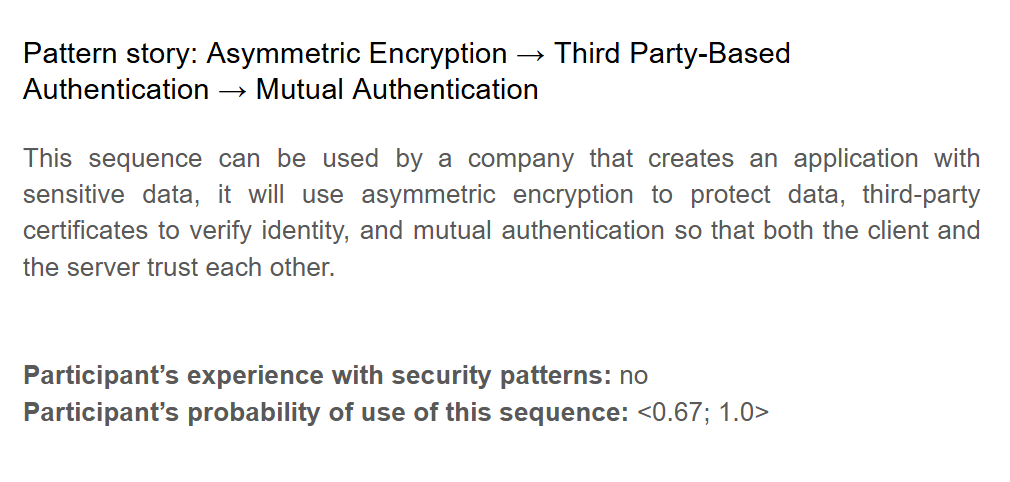 Pattern story: Asymmetric Encryption → Third Party-Based
Authentication → Mutual Authentication
This sequence can be used by a company that creates an application with
sensitive data, it will use asymmetric encryption to protect data, third-party
certificates to verify identity, and mutual authentication so that both the client and
the server trust each other.
Participant’s experience with security patterns: no
Participant’s probability of use of this sequence: <0.67; 1.0>